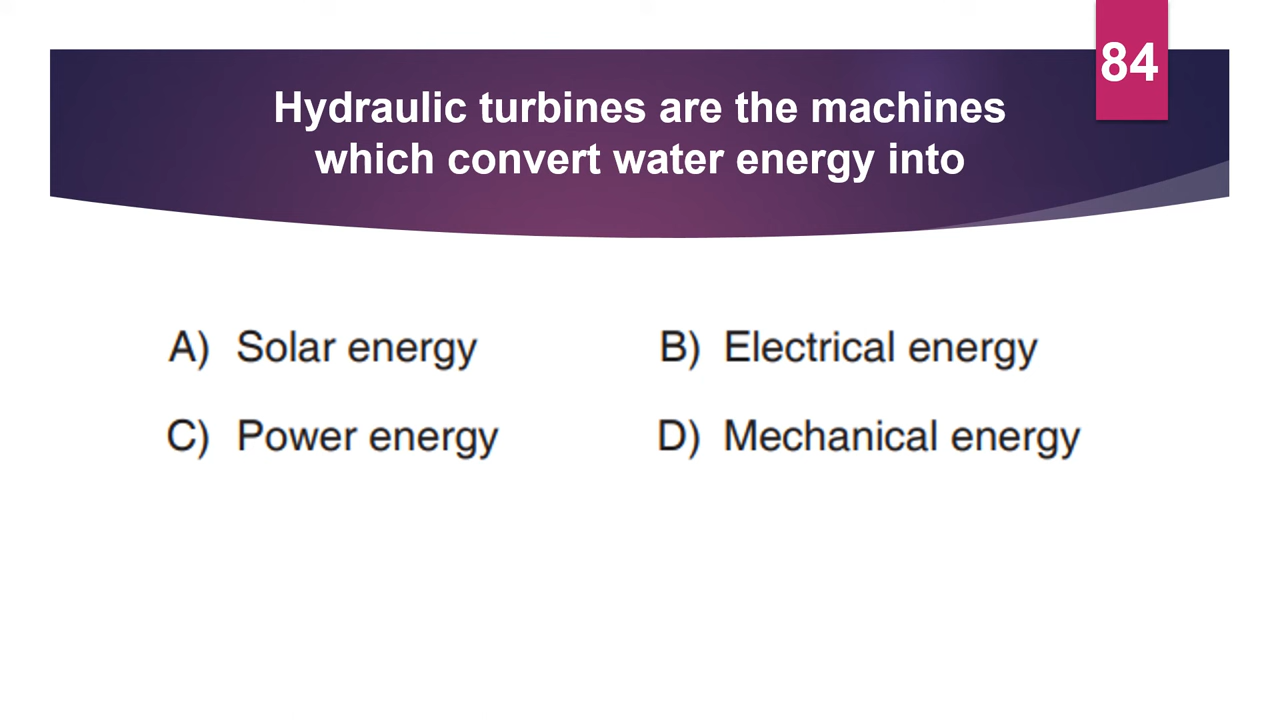 84
Hydraulic turbines are the machines
which convert water energy into
A) Solar energy
B) Electrical energy
C) Power energy
D) Mechanical energy